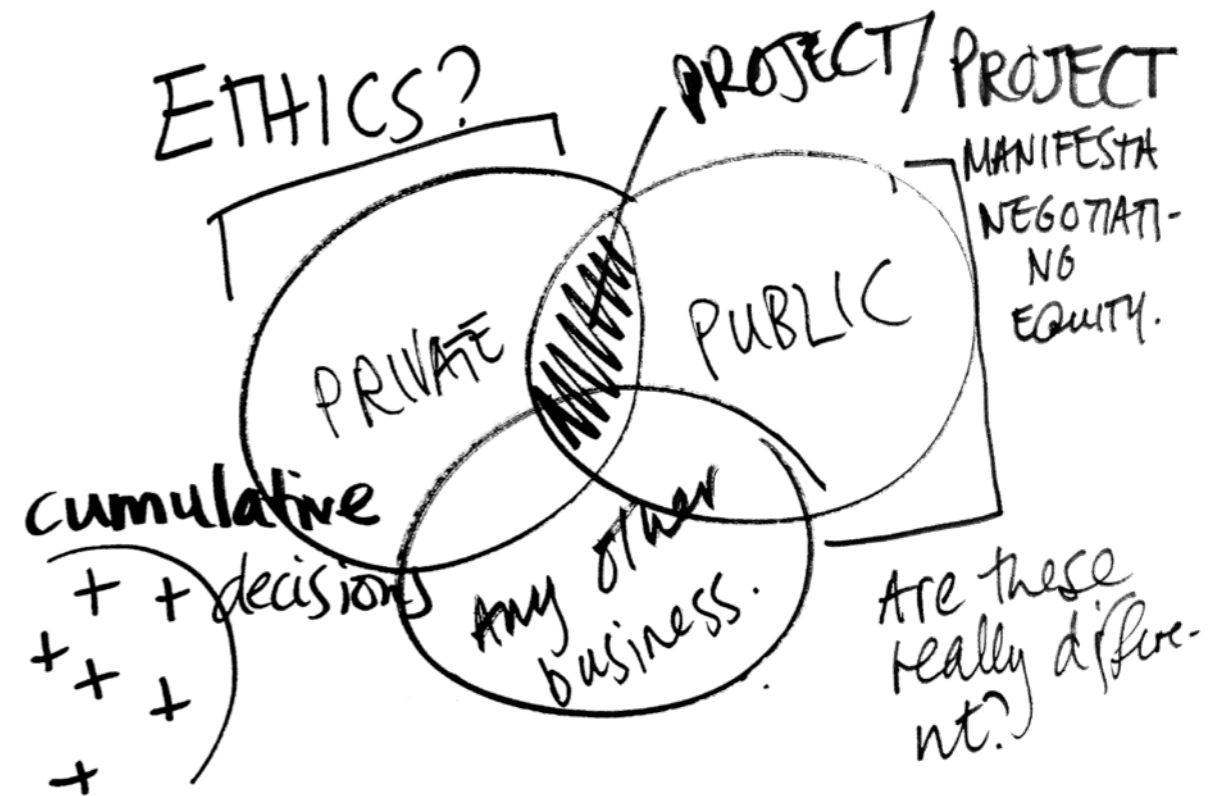 ETHICS?
PROJECT/PROJECT
MANIFESTA
NEGOTIATI-
NG
EQUITY.
PRIVATE
PUBLIC
cumulative
decisions
Any other
business.
Are these
really differe-
nt?